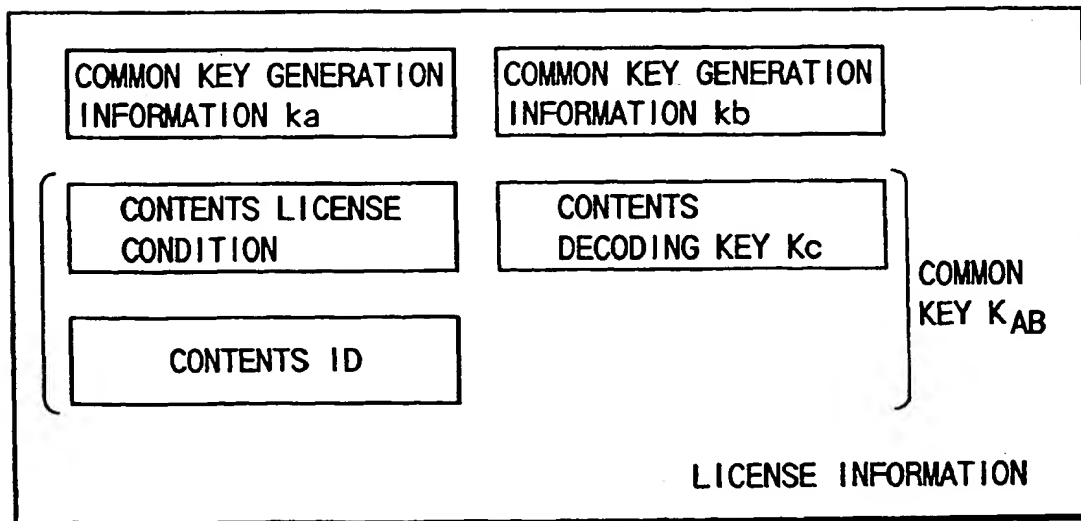 COMMON KEY GENERATION
INFORMATION ka
COMMON KEY GENERATION
INFORMATION kb
CONTENTS LICENSE
CONDITION
CONTENTS
DECODING KEY Kc
CONTENTS ID
COMMON
KEY KAB
LICENSE INFORMATION